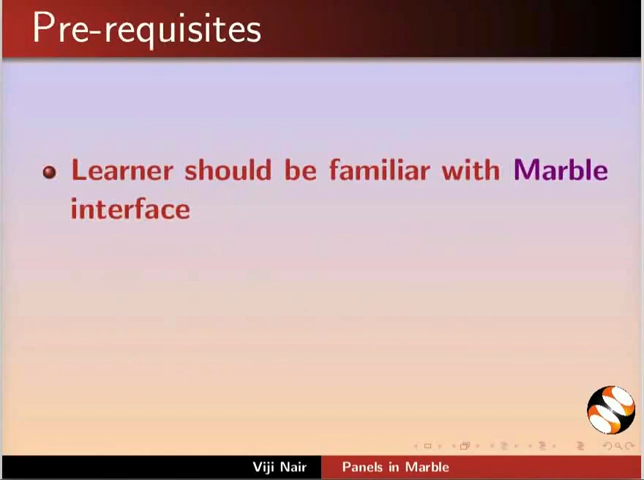 Pre-requisites
Learner should be familiar with Marble
interface
Viji Nair
Panels in Marble